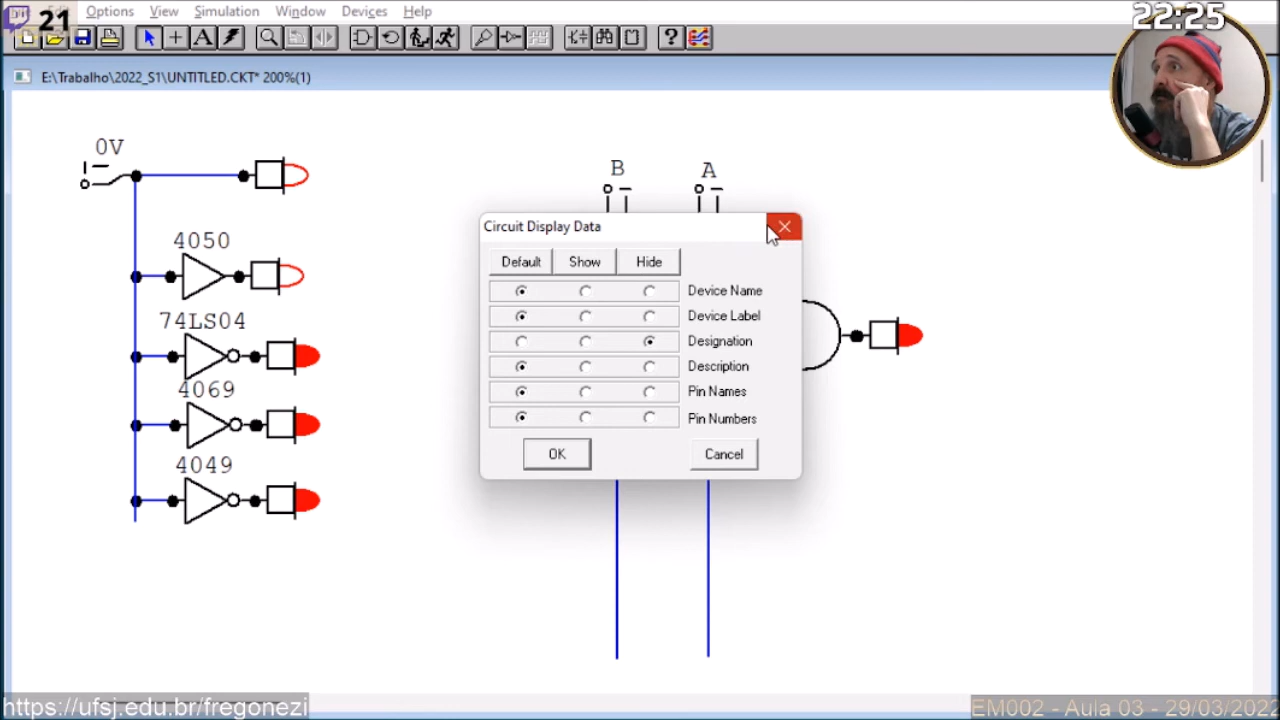 21
Options View Simulation Window Devices Help
22:25
E:\Trabalho\2022_S1\UNTITLED.CKT* 200%(1)
0V
B A
4050
74LS04
4069
4049
Circuit Display Data
Default Show Hide
Device Name
Device Label
Designation
Description
Pin Names
Pin Numbers
OK Cancel
https://ufsj.edu.br/fregonezi
EM002 - Aula 03 - 29/03/2022